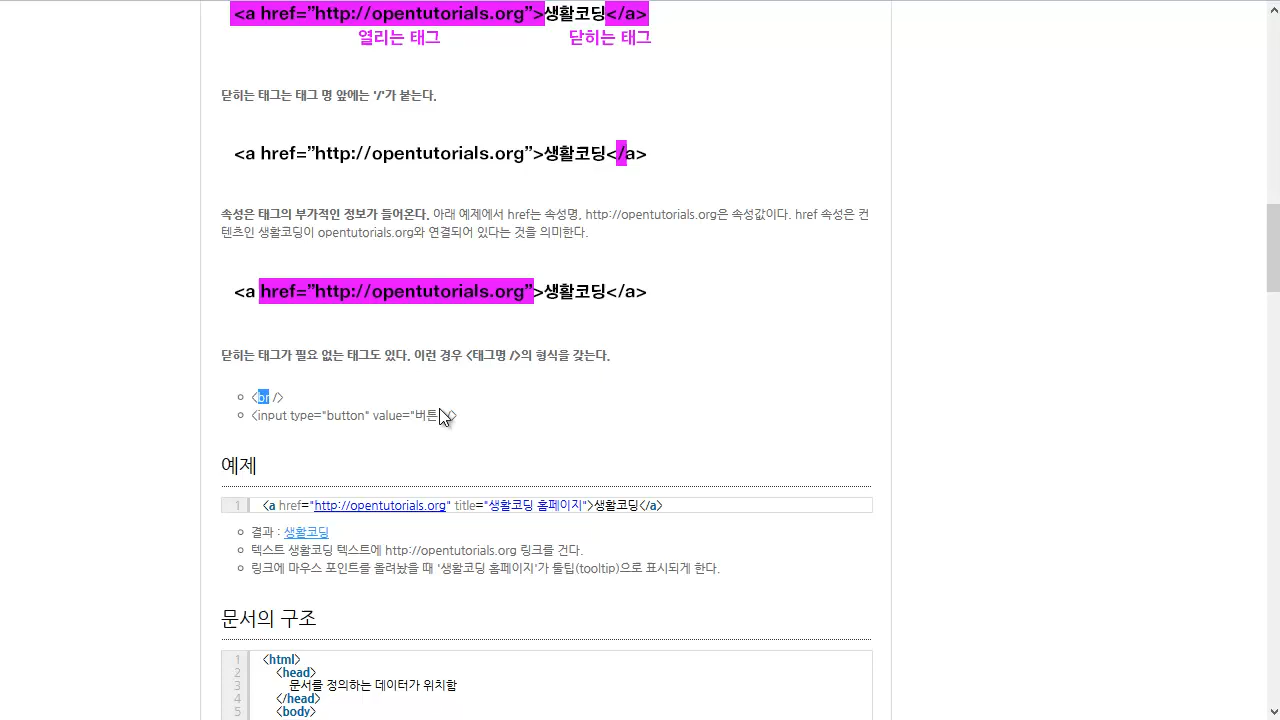 <a href=”http://opentutorials.org”>생활코딩</a>
열리는 태그 닫히는 태그
닫히는 태그는 태그 명 앞에는 '/'가 붙는다.
<a href=”http://opentutorials.org”>생활코딩</a>
속성은 태그의 부가적인 정보가 들어온다. 아래 예제에서 href는 속성명, http://opentutorials.org은 속성값이다. href 속성은 컨
텐츠인 생활코딩이 opentutorials.org와 연결되어 있다는 것을 의미한다.
<a href=”http://opentutorials.org”>생활코딩</a>
닫히는 태그가 필요 없는 태그도 있다. 이런 경우 <태그명 />의 형식을 갖는다.
<br />
<input type="button" value="버튼
예제
1 <a href="http://opentutorials.org" title="생활코딩 홈페이지">생활코딩</a>
결과 : 생활코딩
텍스트 생활코딩 텍스트에 http://opentutorials.org 링크를 건다.
링크에 마우스 포인트를 올려놨을 때 '생활코딩 홈페이지'가 툴팁(tooltip)으로 표시되게 한다.
문서의 구조
1 <html>
2 <head>
3 문서를 정의하는 데이터가 위치함
4 </head>
5 <body>